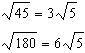 √45 = 3√5
√180 = 6√5